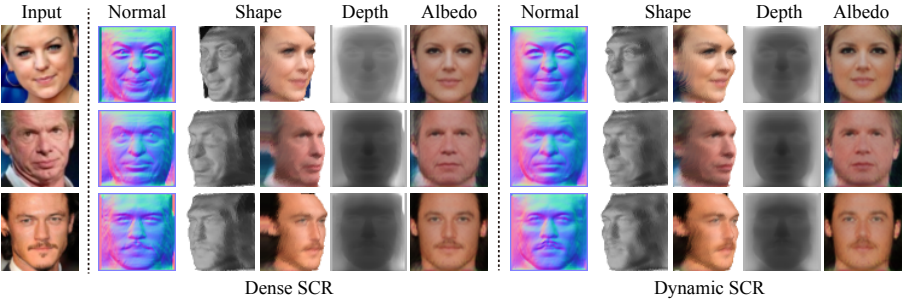 Input Normal Shape Depth Albedo Normal Shape Depth Albedo
Dense SCR Dynamic SCR